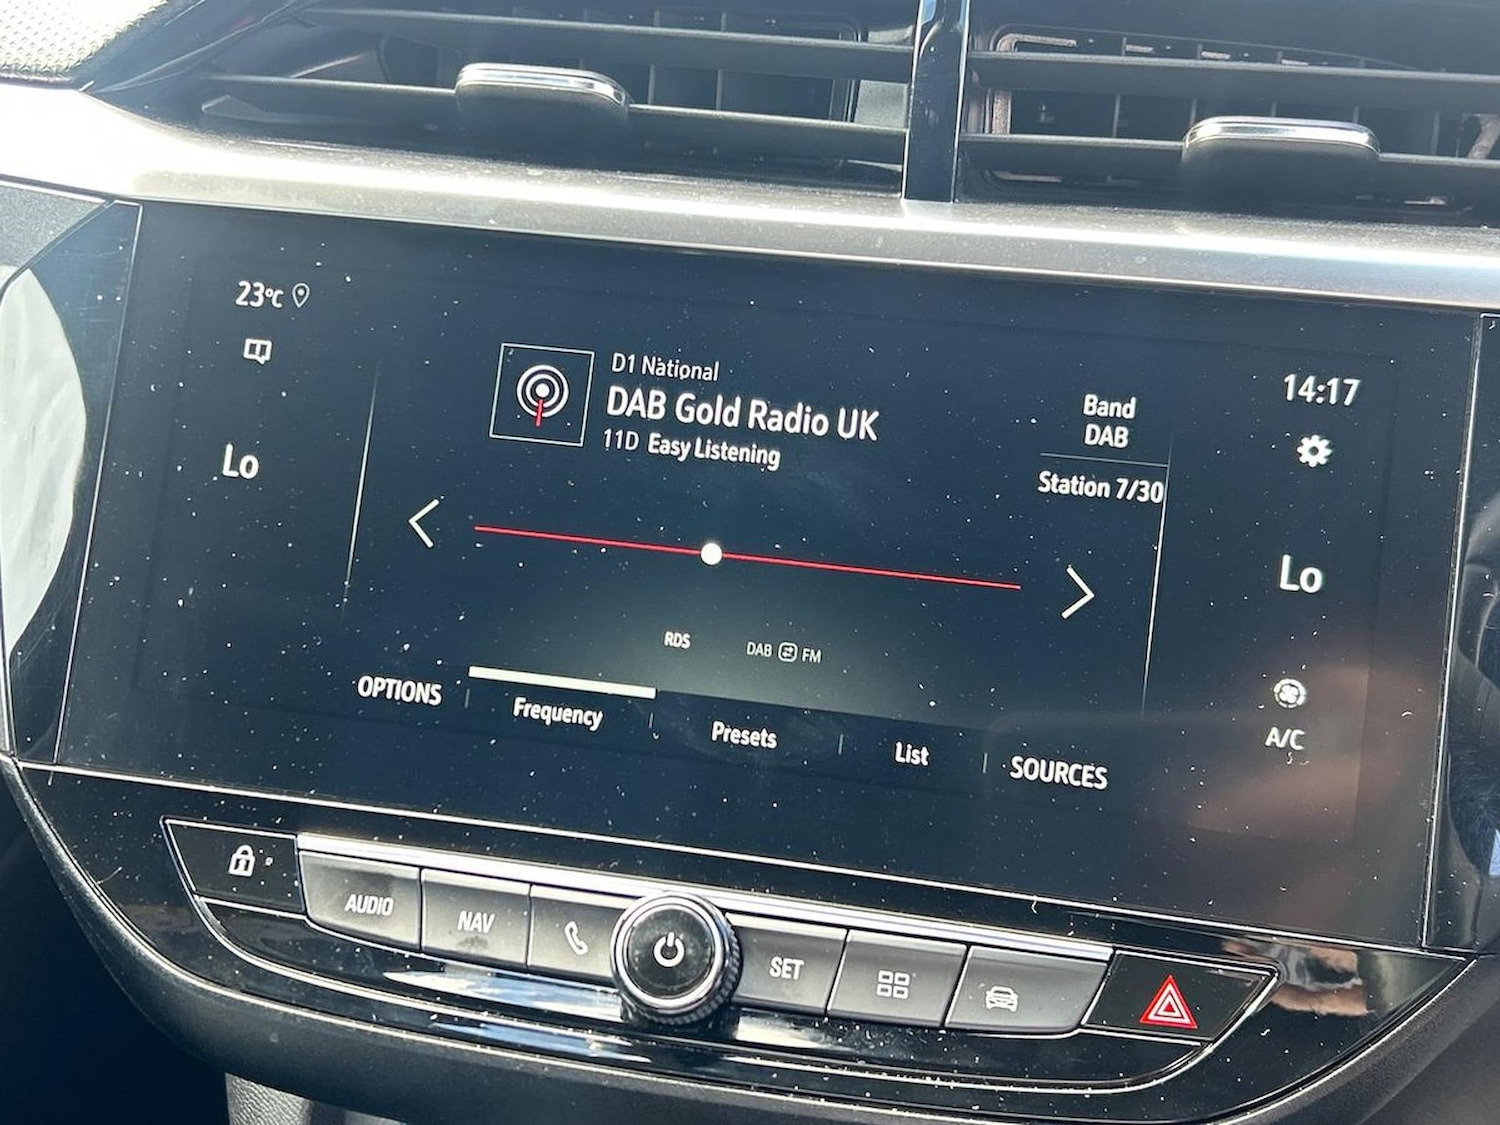 23°C
Lo
D1 National
DAB Gold Radio UK
11D Easy Listening
Band
DAB
Station 7/30
14:17
Lo
A/C
RDS
DAB FM
OPTIONS
Frequency
Presets
List
SOURCES
AUDIO
NAV
SET